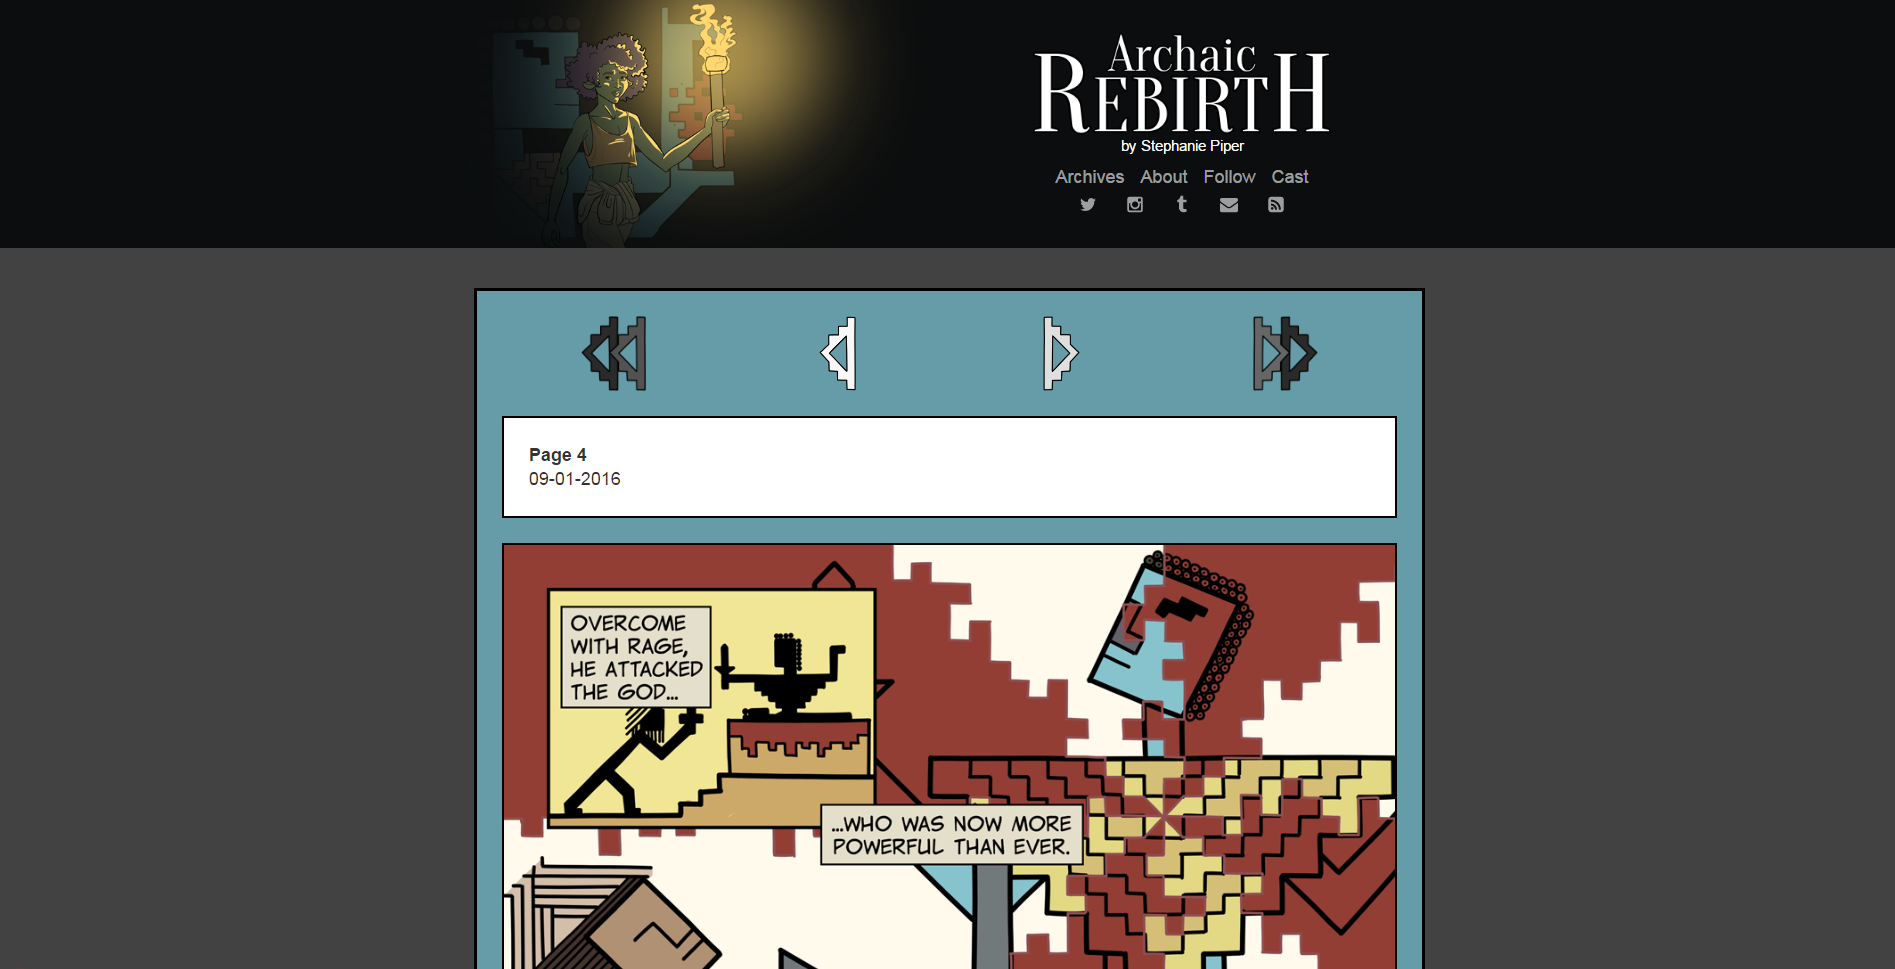 Archaic
REBIRTH
by Stephanie Piper
Archives About Follow Cast
Page 4
09-01-2016
OVERCOME
WITH RAGE,
HE ATTACKED
THE GOD...
...WHO WAS NOW MORE
POWERFUL THAN EVER.